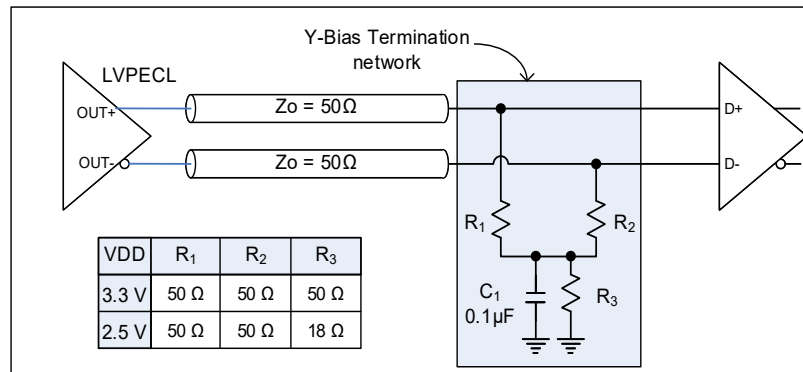 Y-Bias Termination
network
LVPECL
OUT+
Zo = 50Ω
D+
OUT-
Zo = 50Ω
D-
R1
R2
VDD R1 R2 R3
3.3 V 50 Ω 50 Ω 50 Ω
2.5 V 50 Ω 50 Ω 18 Ω
C1
0.1µF
R3